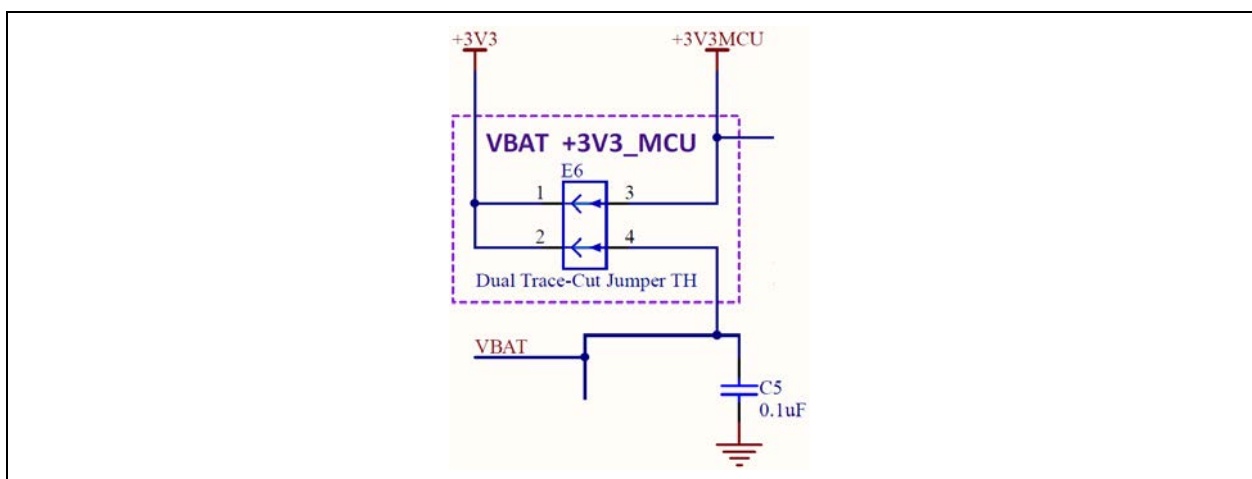 +3V3 +3V3MCU
VBAT +3V3_MCU
E6
1 3
2 4
Dual Trace-Cut Jumper TH
VBAT
C5
0.1uF